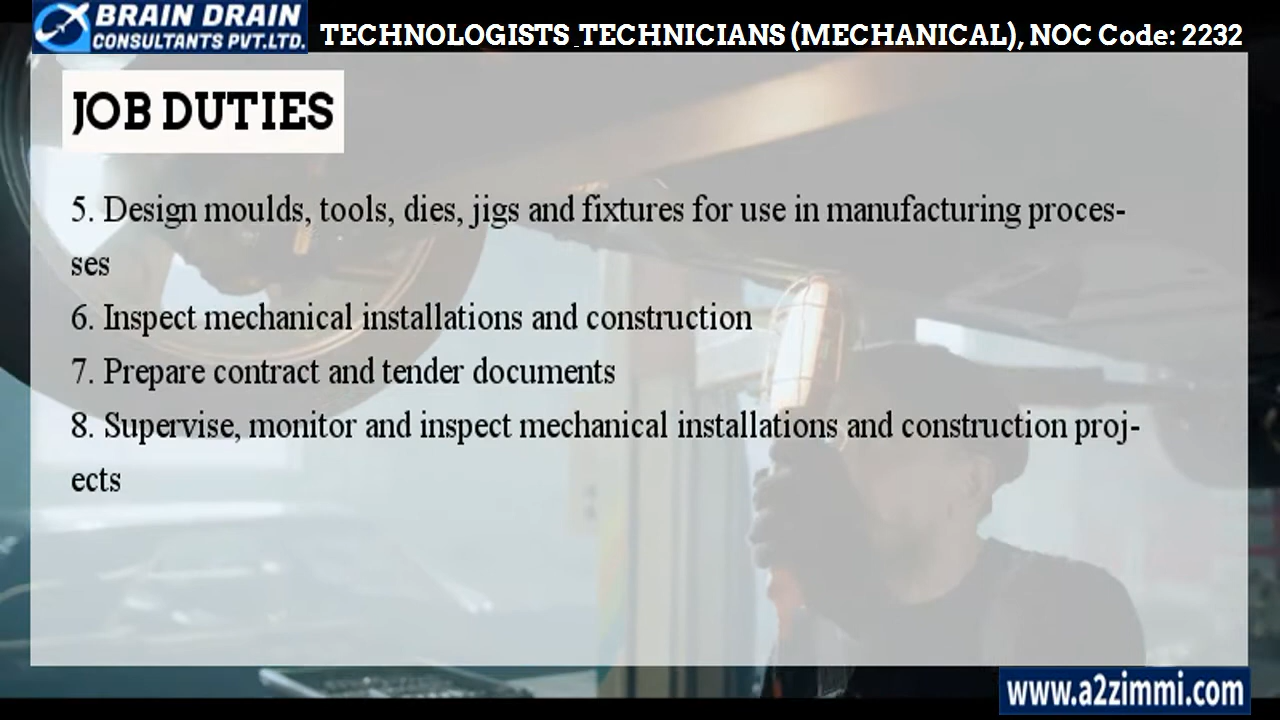 BRAIN DRAIN
CONSULTANTS PVT.LTD.
TECHNOLOGISTS_TECHNICIANS (MECHANICAL), NOC Code: 2232
JOB DUTIES
5. Design moulds, tools, dies, jigs and fixtures for use in manufacturing proces-
ses
6. Inspect mechanical installations and construction
7. Prepare contract and tender documents
8. Supervise, monitor and inspect mechanical installations and construction proj-
ects
www.a2zimmi.com